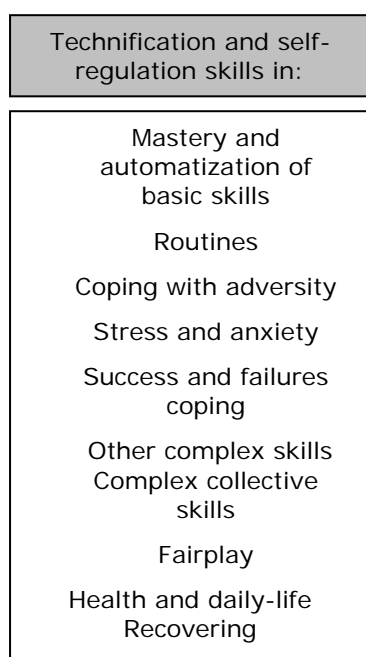 Technification and self-
regulation skills in:
Mastery and
automatization of
basic skills
Routines
Coping with adversity
Stress and anxiety
Success and failures
coping
Other complex skills
Complex collective
skills
Fairplay
Health and daily-life
Recovering